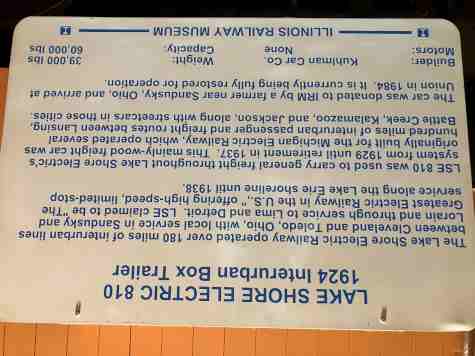 LAKE SHORE ELECTRIC 810
1924 Interurban Box Trailer
The Lake Shore Electric Railway operated over 180 miles of interurban lines
between Cleveland and Toledo, Ohio, with local service in Sandusky and
Lorain and through service to Lima and Detroit. LSE claimed to be "The
Greatest Electric Railway in the U.S.," offering high-speed, limited-stop
service along the Lake Erie shoreline until 1938.
LSE 810 was used to carry general freight throughout Lake Shore Electric's
system from 1929 until retirement in 1937. This mainly-wood freight car was
originally built for the Michigan Electric Railway, which operated several
hundred miles of interurban passenger and freight routes between Lansing,
Battle Creek, Kalamazoo, and Jackson, along with streetcars in those cities.
The car was donated to IRM by a farmer near Sandusky, Ohio, and arrived at
Union in 1984. It is currently being fully restored for operation.
Builder: Kuhlman Car Co. Weight: 39,000 lbs
Motors: None Capacity: 60,000 lbs
ILLINOIS RAILWAY MUSEUM